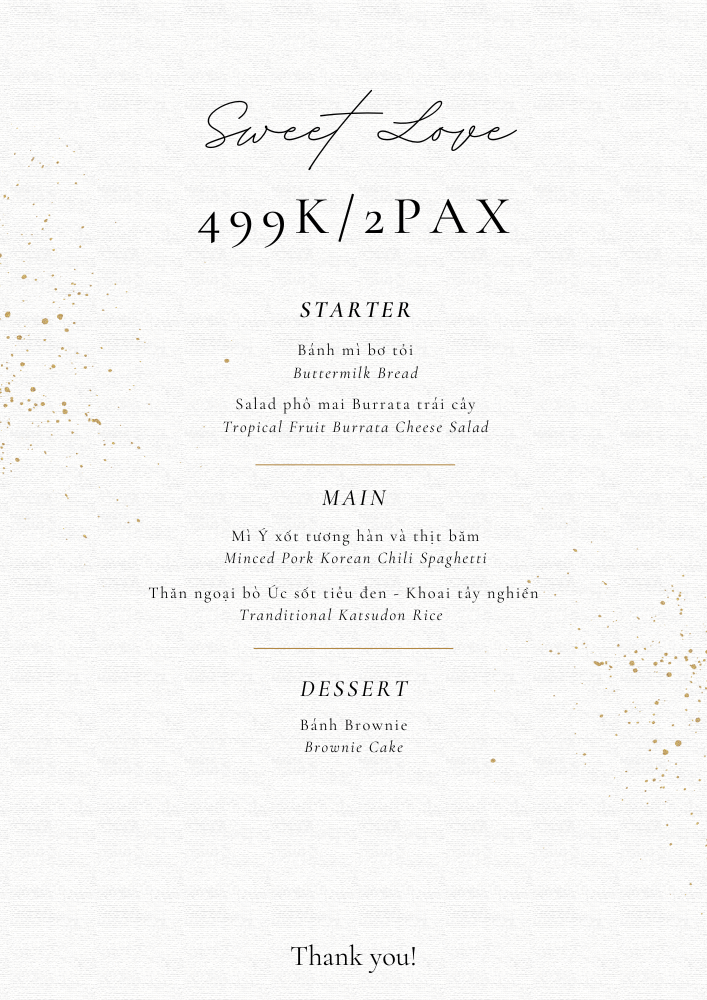 Sweet Love
499K/2PAX
STARTER
Bánh mì bơ tỏi
Buttermilk Bread
Salad phô mai Burrata trái cây
Tropical Fruit Burrata Cheese Salad
MAIN
Mì Ý xốt tương hàn và thịt bằm
Minced Pork Korean Chili Spaghetti
Thăn ngoại bò Úc sốt tiêu đen - Khoai tây nghiền
Tranditional Katsudon Rice
DESSERT
Bánh Brownie
Brownie Cake
Thank you!